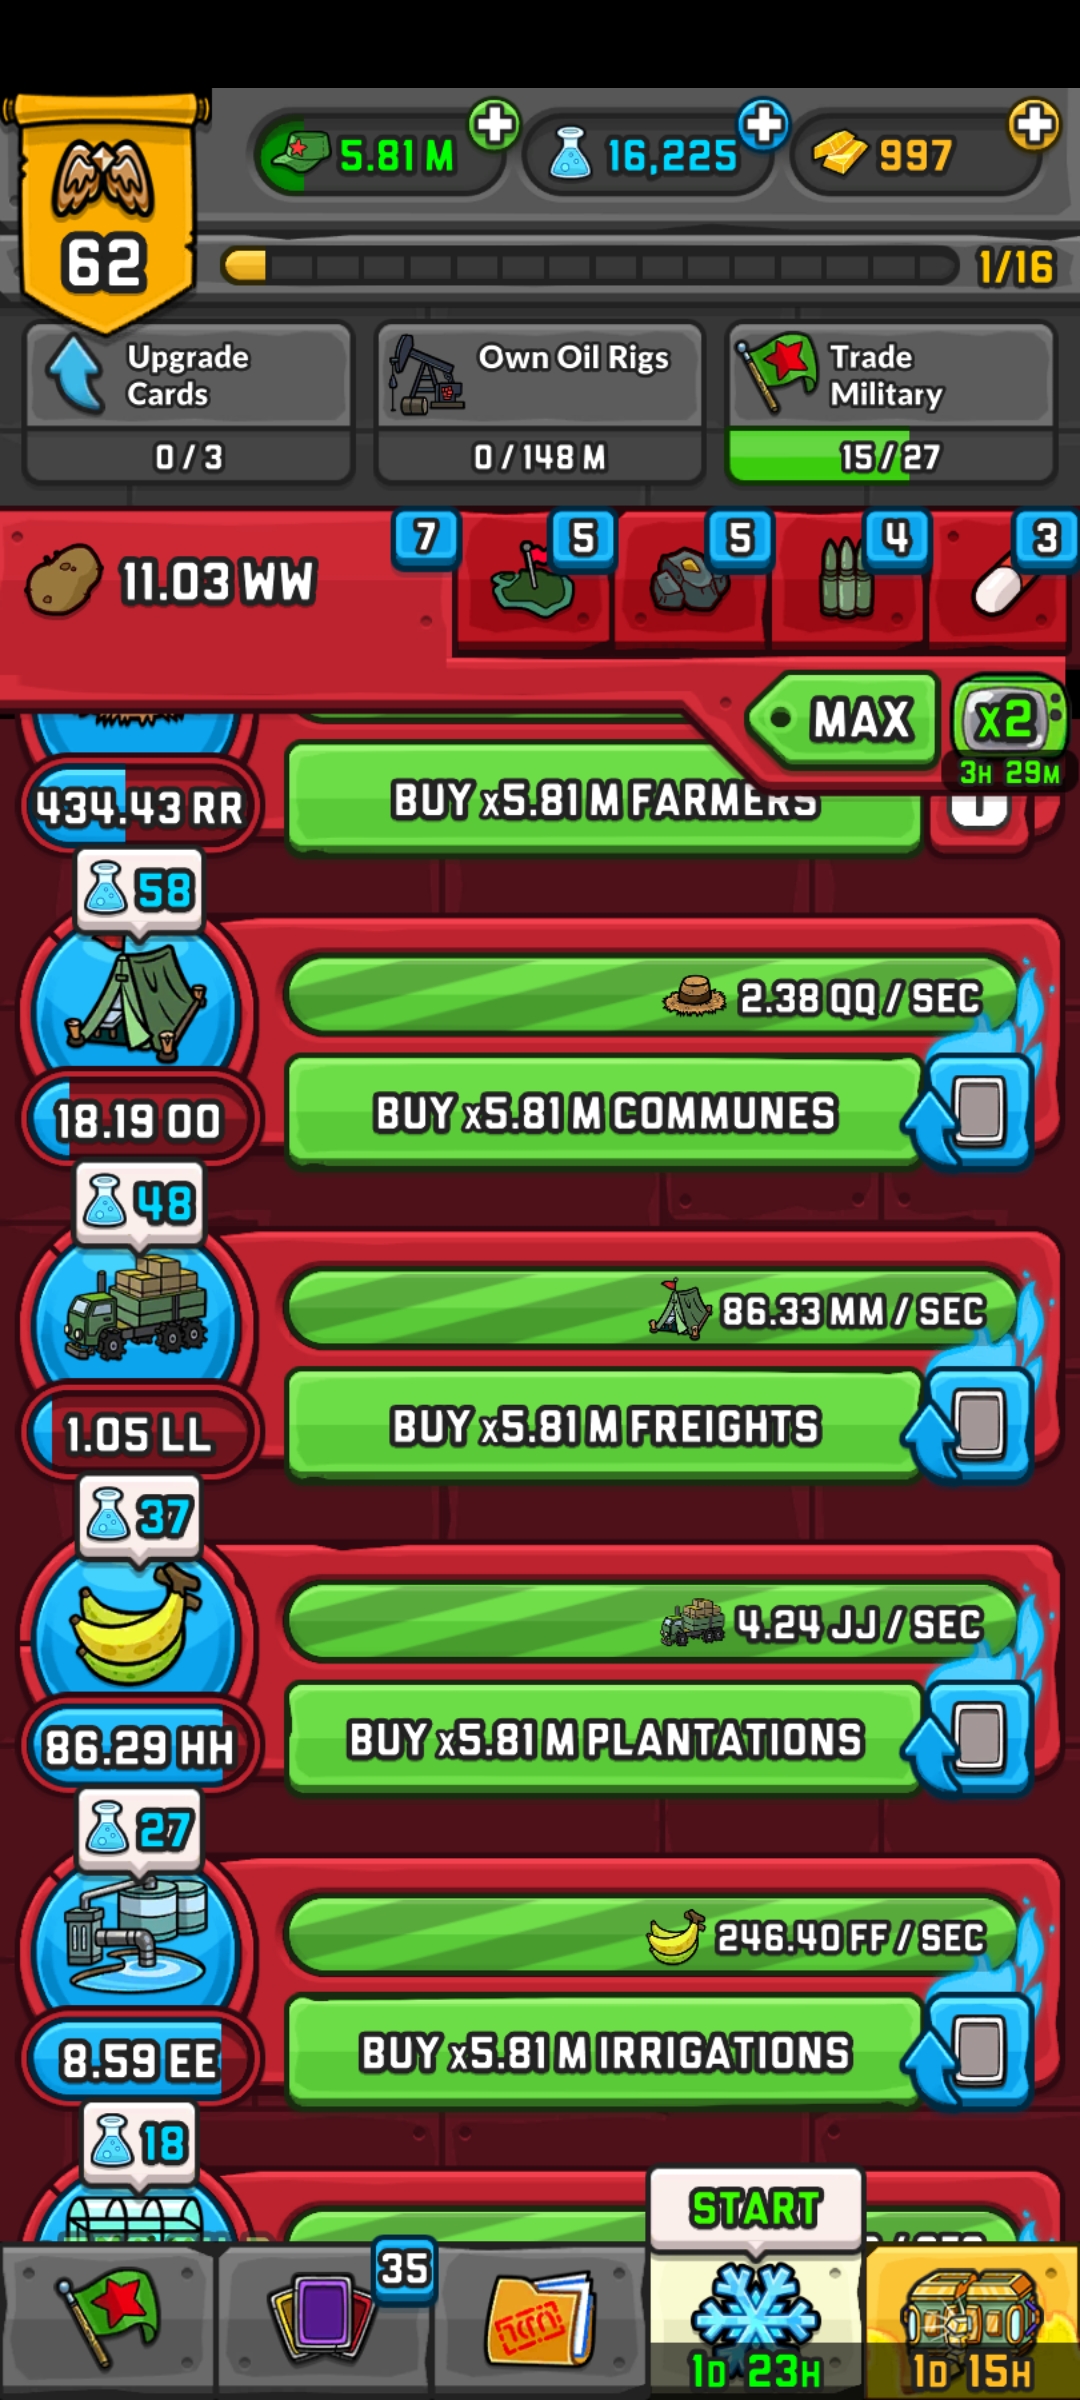 5.81 M
16,225
997
62
1/16
Upgrade
Cards
0 / 3
Own Oil Rigs
0 / 148 M
Trade
Military
15 / 27
11.03 WW
7
5
5
4
3
MAX
x2
3H 29M
434.43 RR
BUY x5.81 M FARMERS
58
2.38 QQ / SEC
18.19 OO
BUY x5.81 M COMMUNES
48
86.33 MM / SEC
1.05 LL
BUY x5.81 M FREIGHTS
37
4.24 JJ / SEC
86.29 HH
BUY x5.81 M PLANTATIONS
27
246.40 FF / SEC
8.59 EE
BUY x5.81 M IRRIGATIONS
18
START
35
1D 23H
1D 15H